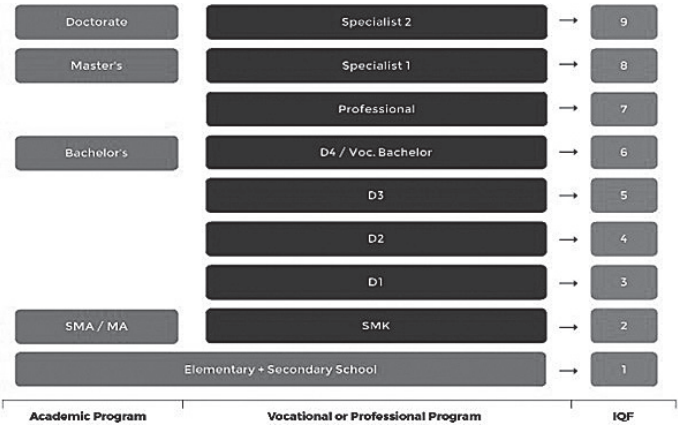 Doctorate Specialist 2 → 9
Master's Specialist 1 → 8
Professional → 7
Bachelor's D4 / Voc. Bachelor → 6
D3 → 5
D2 → 4
D1 → 3
SMA / MA SMK → 2
Elementary + Secondary School → 1
Academic Program Vocational or Professional Program IQF